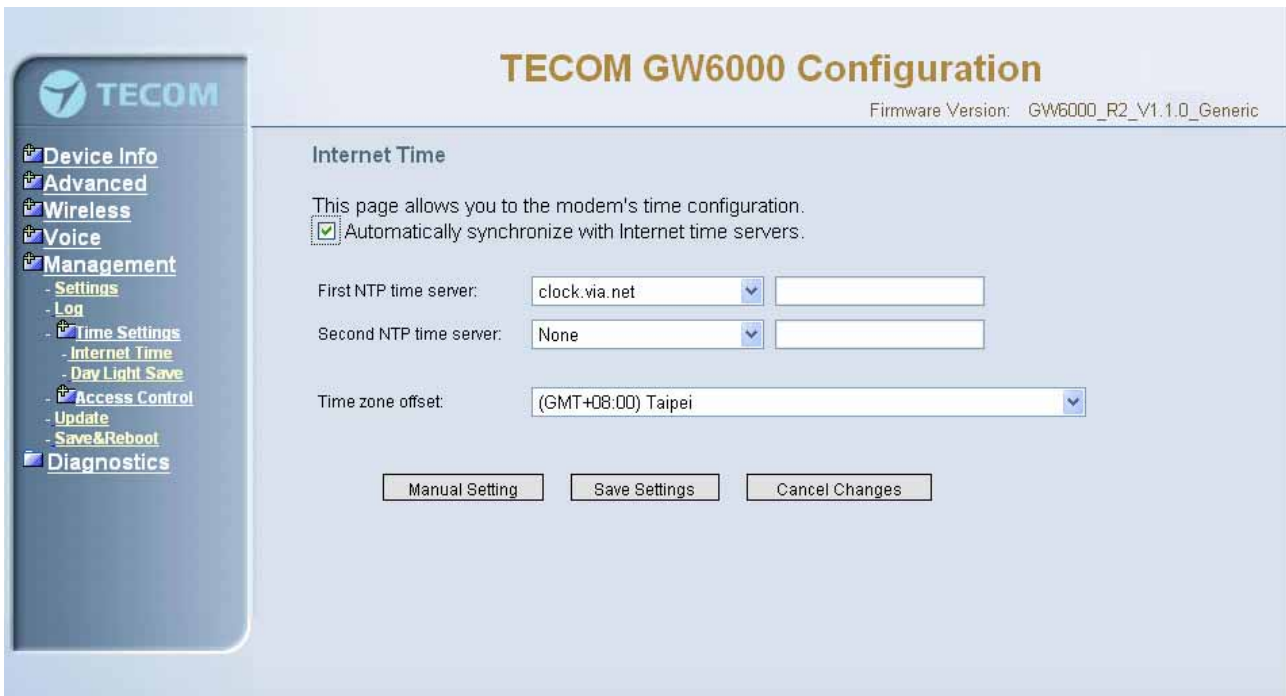 TECOM
TECOM GW6000 Configuration
Firmware Version: GW6000_R2_V1.1.0_Generic
Device Info
Advanced
Wireless
Voice
Management
- Settings
- Log
- Time Settings
- Internet Time
- Day Light Save
- Access Control
- Update
- Save&Reboot
Diagnostics
Internet Time
This page allows you to the modem's time configuration.
Automatically synchronize with Internet time servers.
First NTP time server: clock.via.net
Second NTP time server: None
Time zone offset: (GMT+08:00) Taipei
Manual Setting Save Settings Cancel Changes